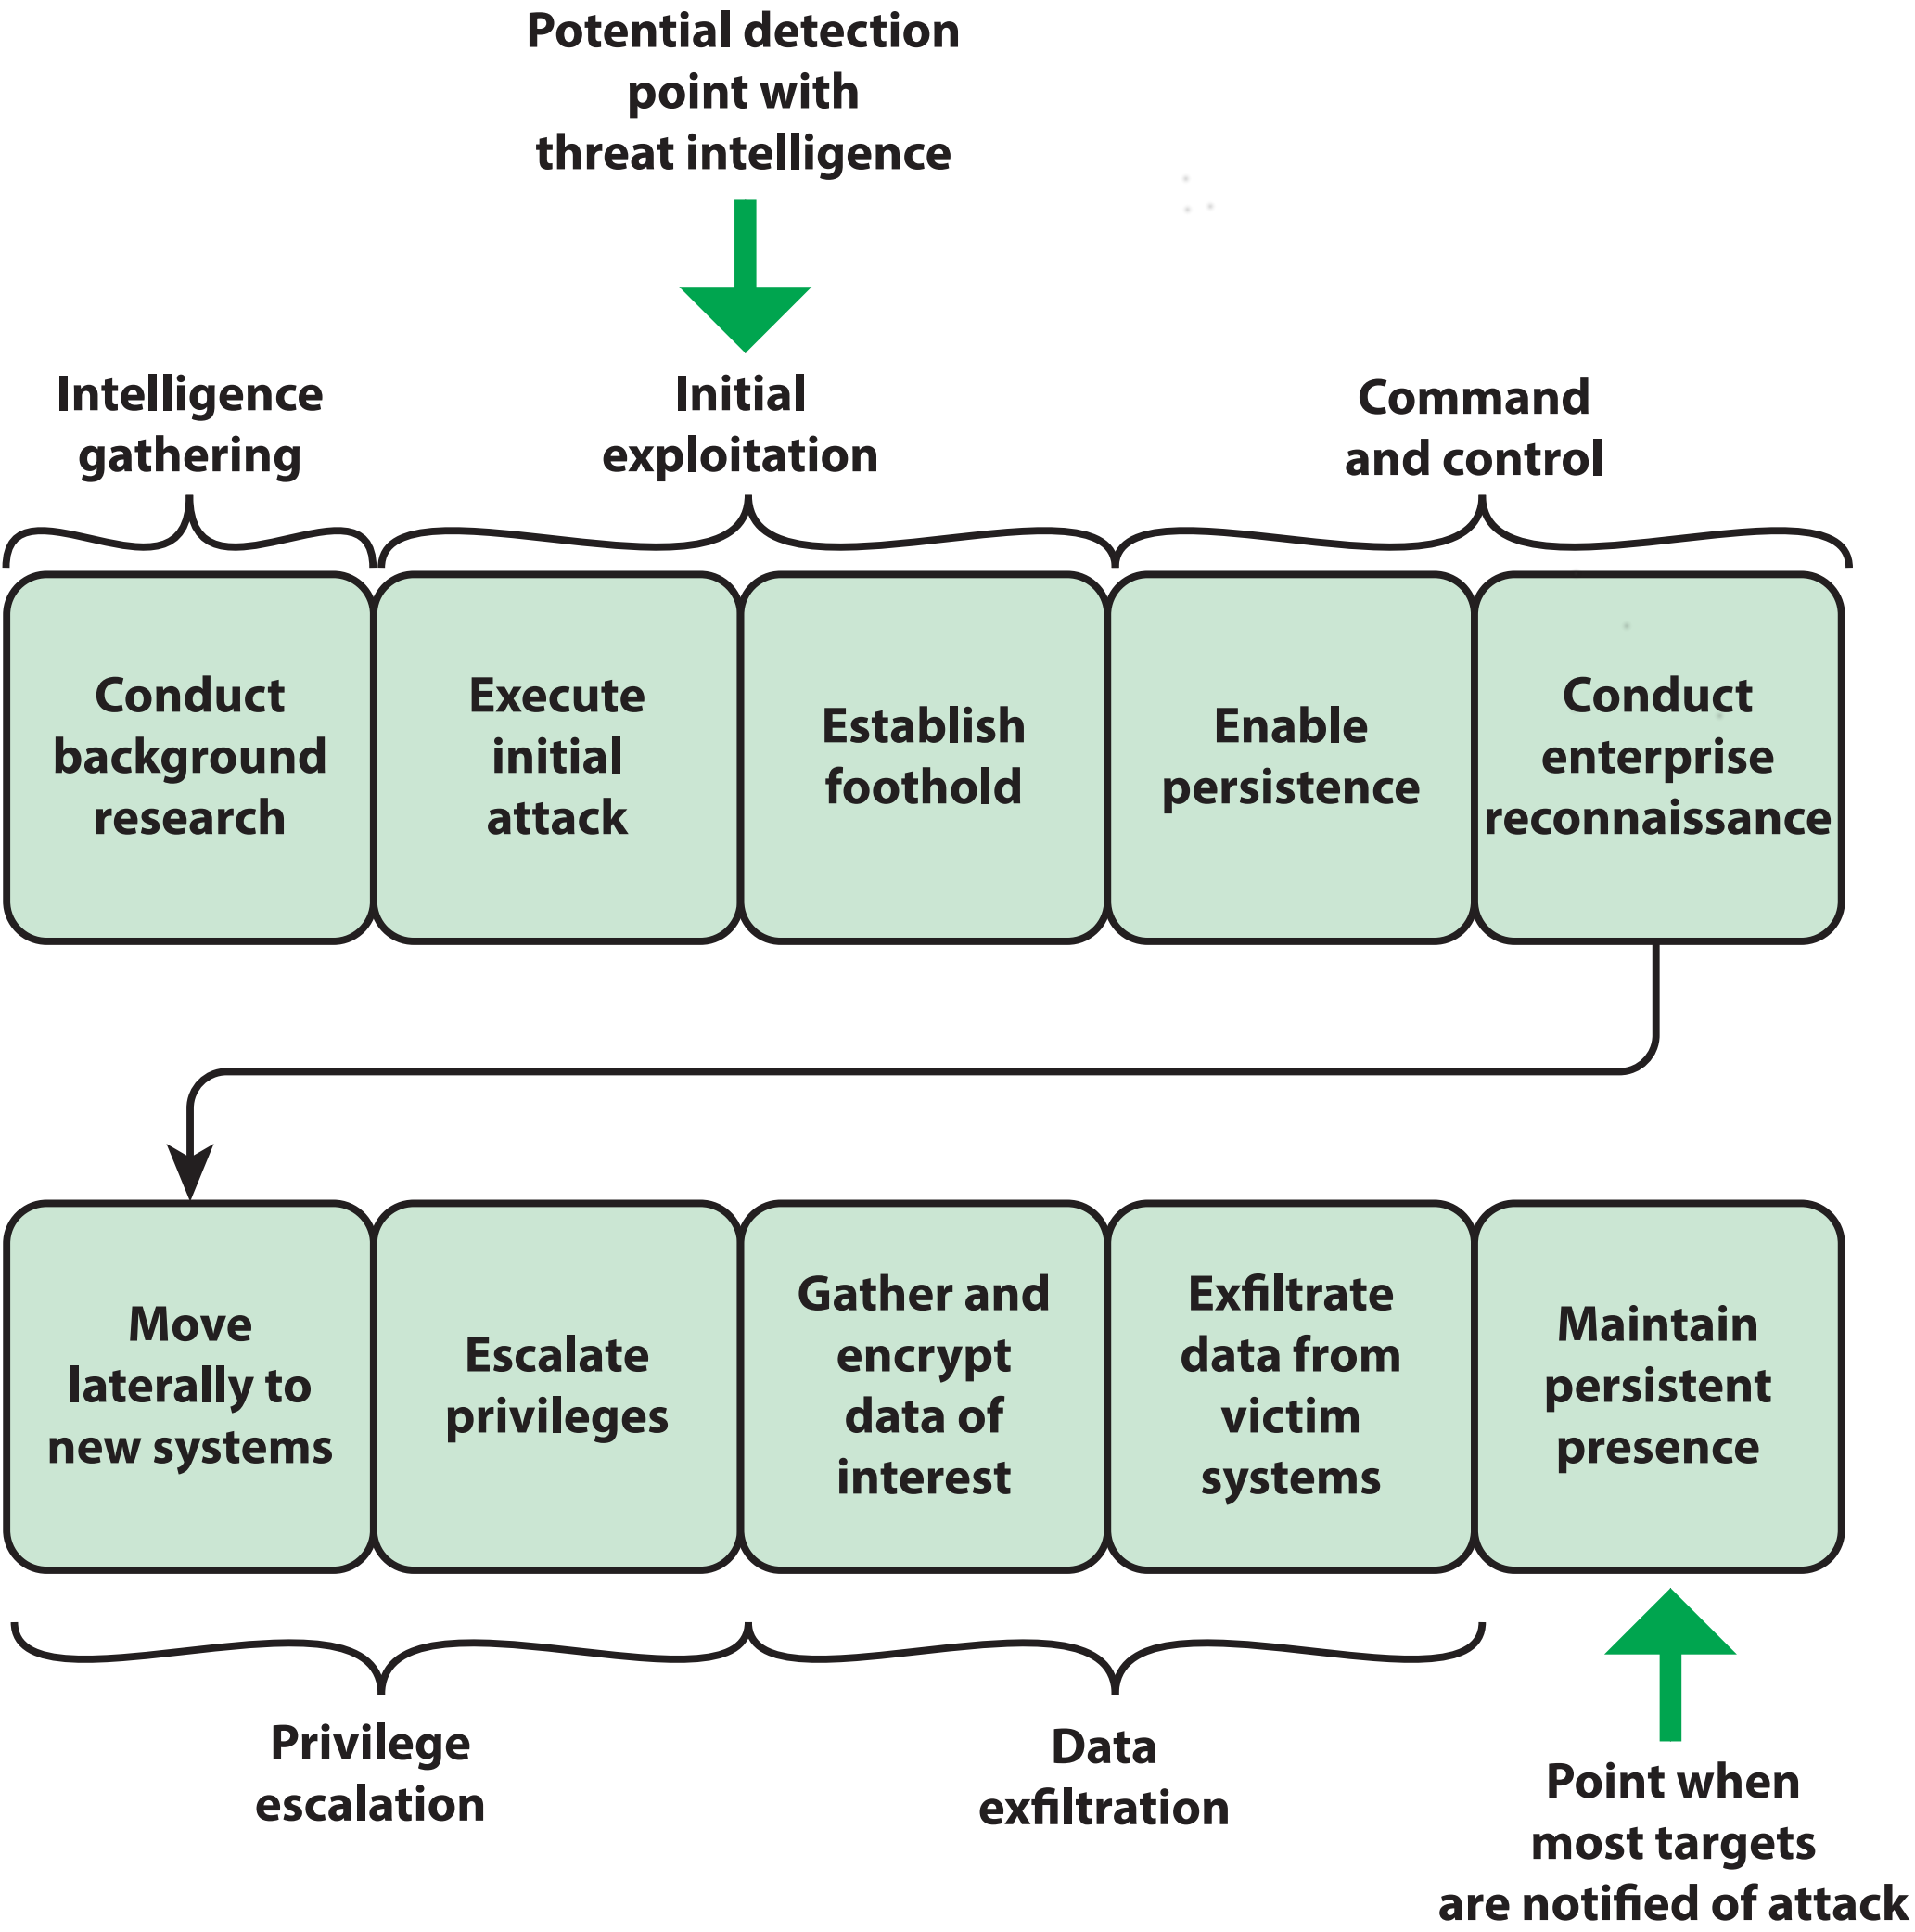 Potential detection
point with
threat intelligence
Intelligence
gathering
Initial
exploitation
Command
and control
Conduct
background
research
Execute
initial
attack
Establish
foothold
Enable
persistence
Conduct
enterprise
reconnaissance
Move
laterally to
new systems
Escalate
privileges
Gather and
encrypt
data of
interest
Exfiltrate
data from
victim
systems
Maintain
persistent
presence
Privilege
escalation
Data
exfiltration
Point when
most targets
are notified of attack